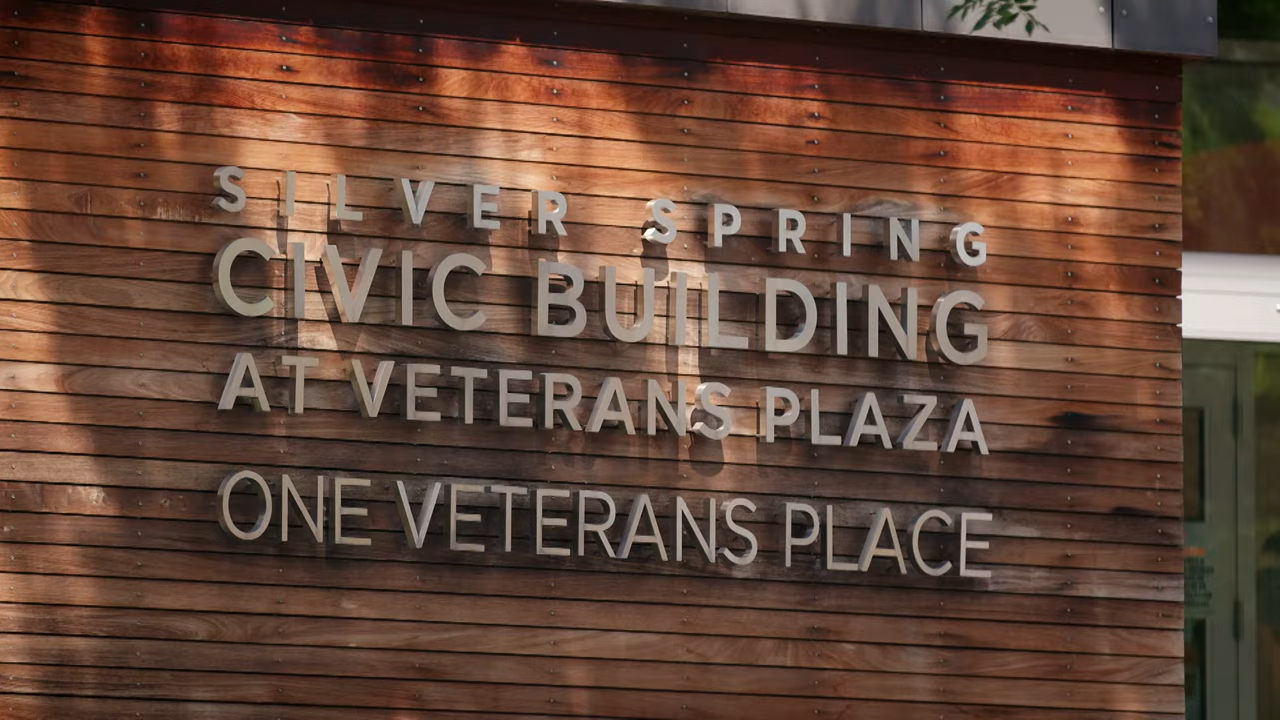 SILVER SPRING
CIVIC BUILDING
AT VETERANS PLAZA
ONE VETERANS PLACE